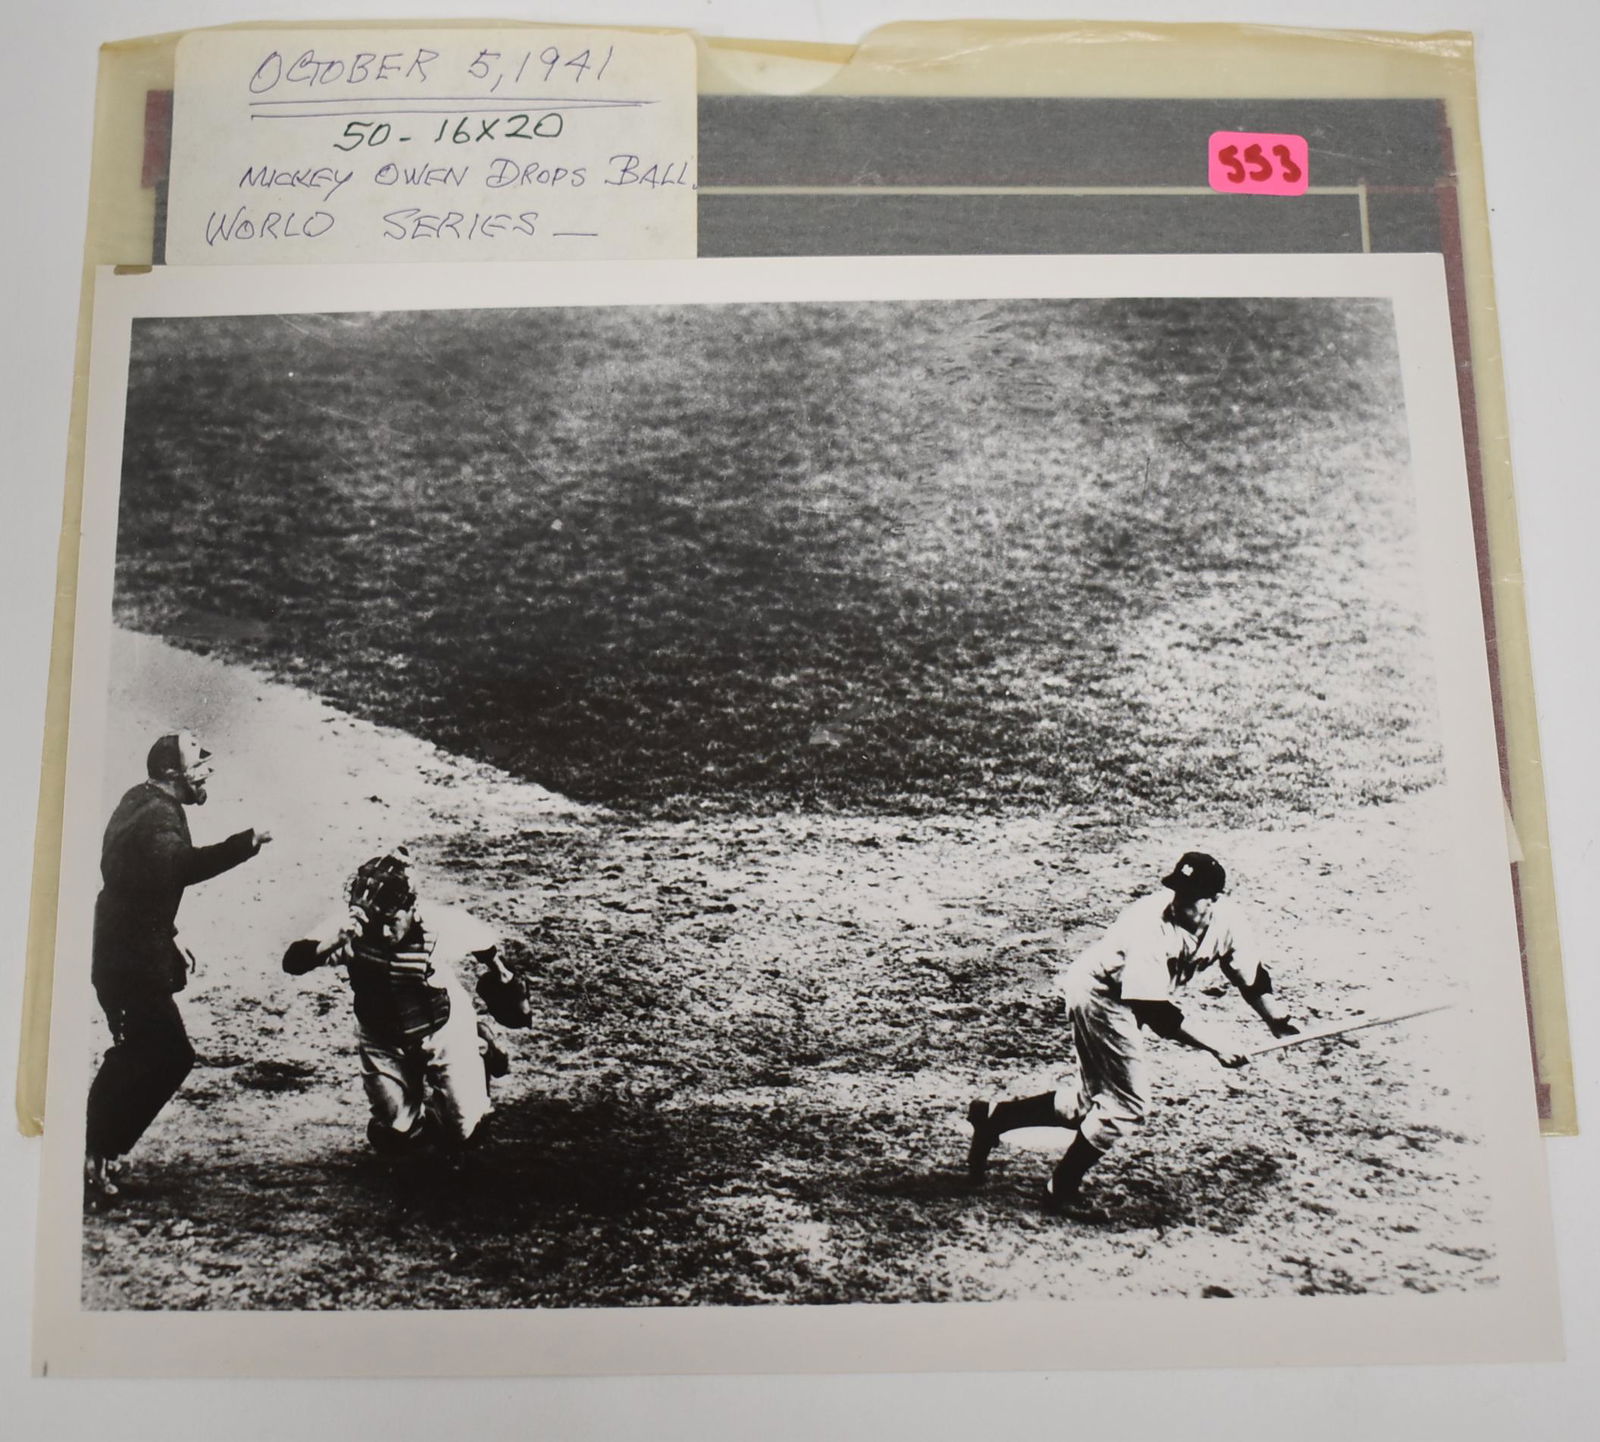 OCTOBER 5, 1941
50 - 16X20
MICKEY OWEN DROPS BALL.
WORLD SERIES —
553